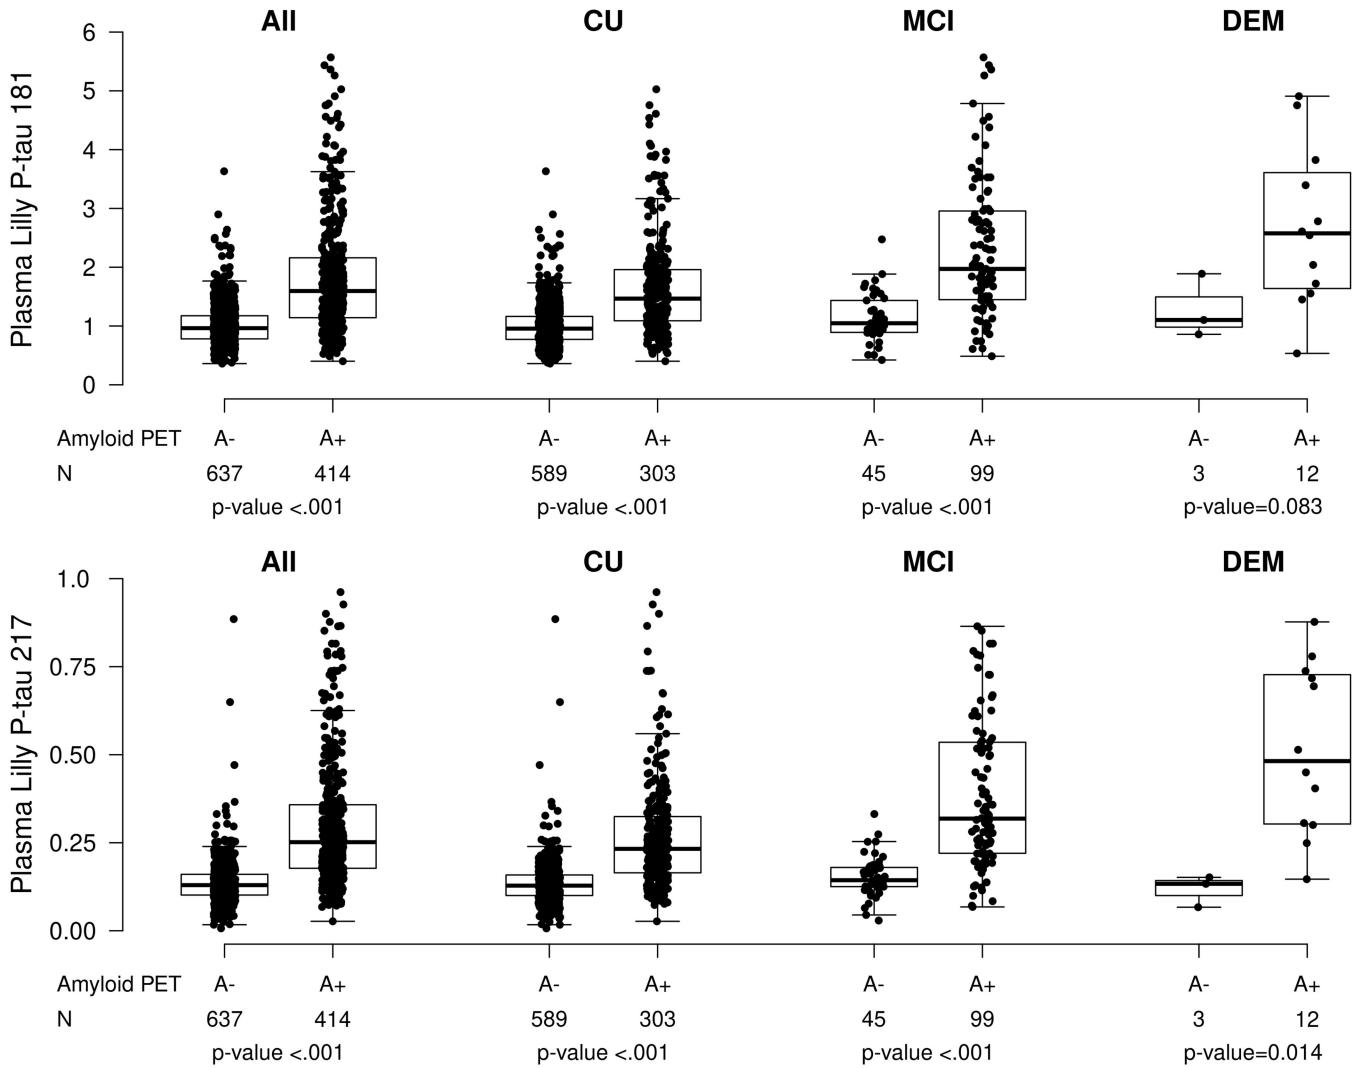 All CU MCI DEM
Plasma Lilly P-tau 181
6
5
4
3
2
1
0
Amyloid PET A- A+ A- A+ A- A+ A- A+
N 637 414 589 303 45 99 3 12
p-value <.001 p-value <.001 p-value <.001 p-value=0.083
All CU MCI DEM
Plasma Lilly P-tau 217
1.0
0.75
0.50
0.25
0.00
Amyloid PET A- A+ A- A+ A- A+ A- A+
N 637 414 589 303 45 99 3 12
p-value <.001 p-value <.001 p-value <.001 p-value=0.014